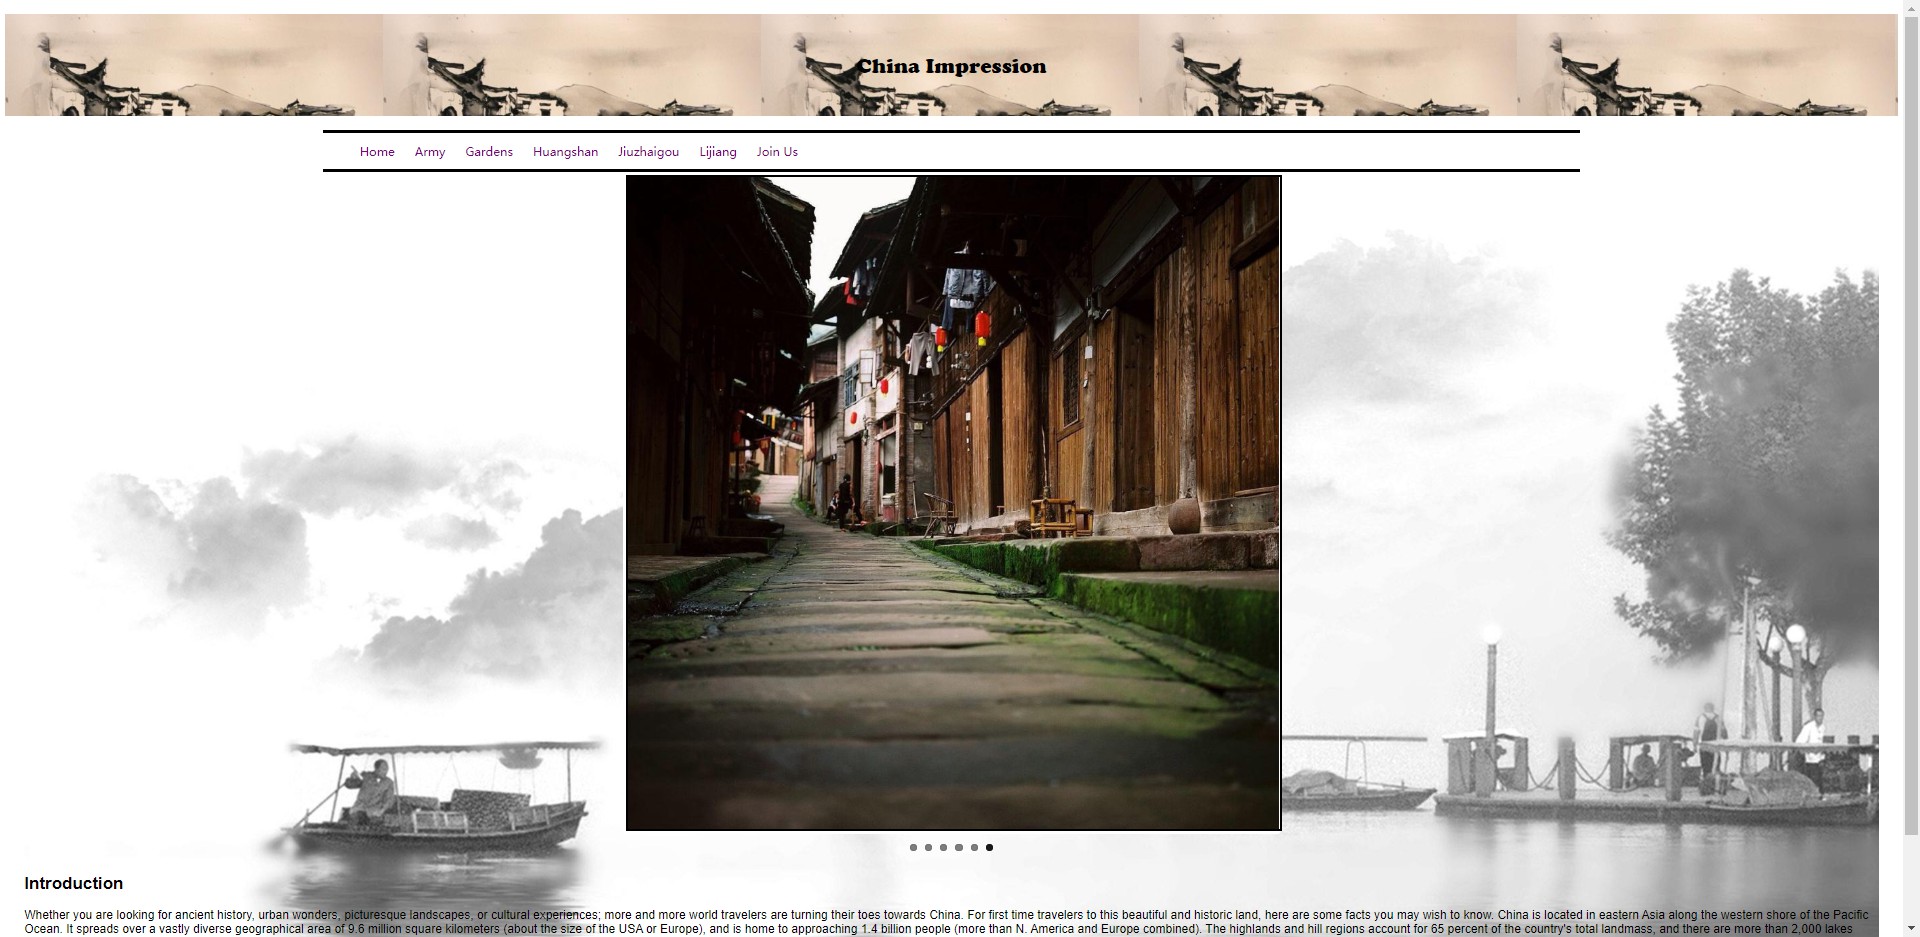 China Impression
Home Army Gardens Huangshan Jiuzhaigou Lijiang Join Us
Introduction
Whether you are looking for ancient history, urban wonders, picturesque landscapes, or cultural experiences; more and more world travelers are turning their toes towards China. For first time travelers to this beautiful and historic land, here are some facts you may wish to know. China is located in eastern Asia along the western shore of the Pacific
Ocean. It spreads over a vastly diverse geographical area of 9.6 million square kilometers (about the size of the USA or Europe), and is home to approaching 1.4 billion people (more than N. America and Europe combined). The highlands and hill regions account for 65 percent of the country's total landmass, and there are more than 2,000 lakes